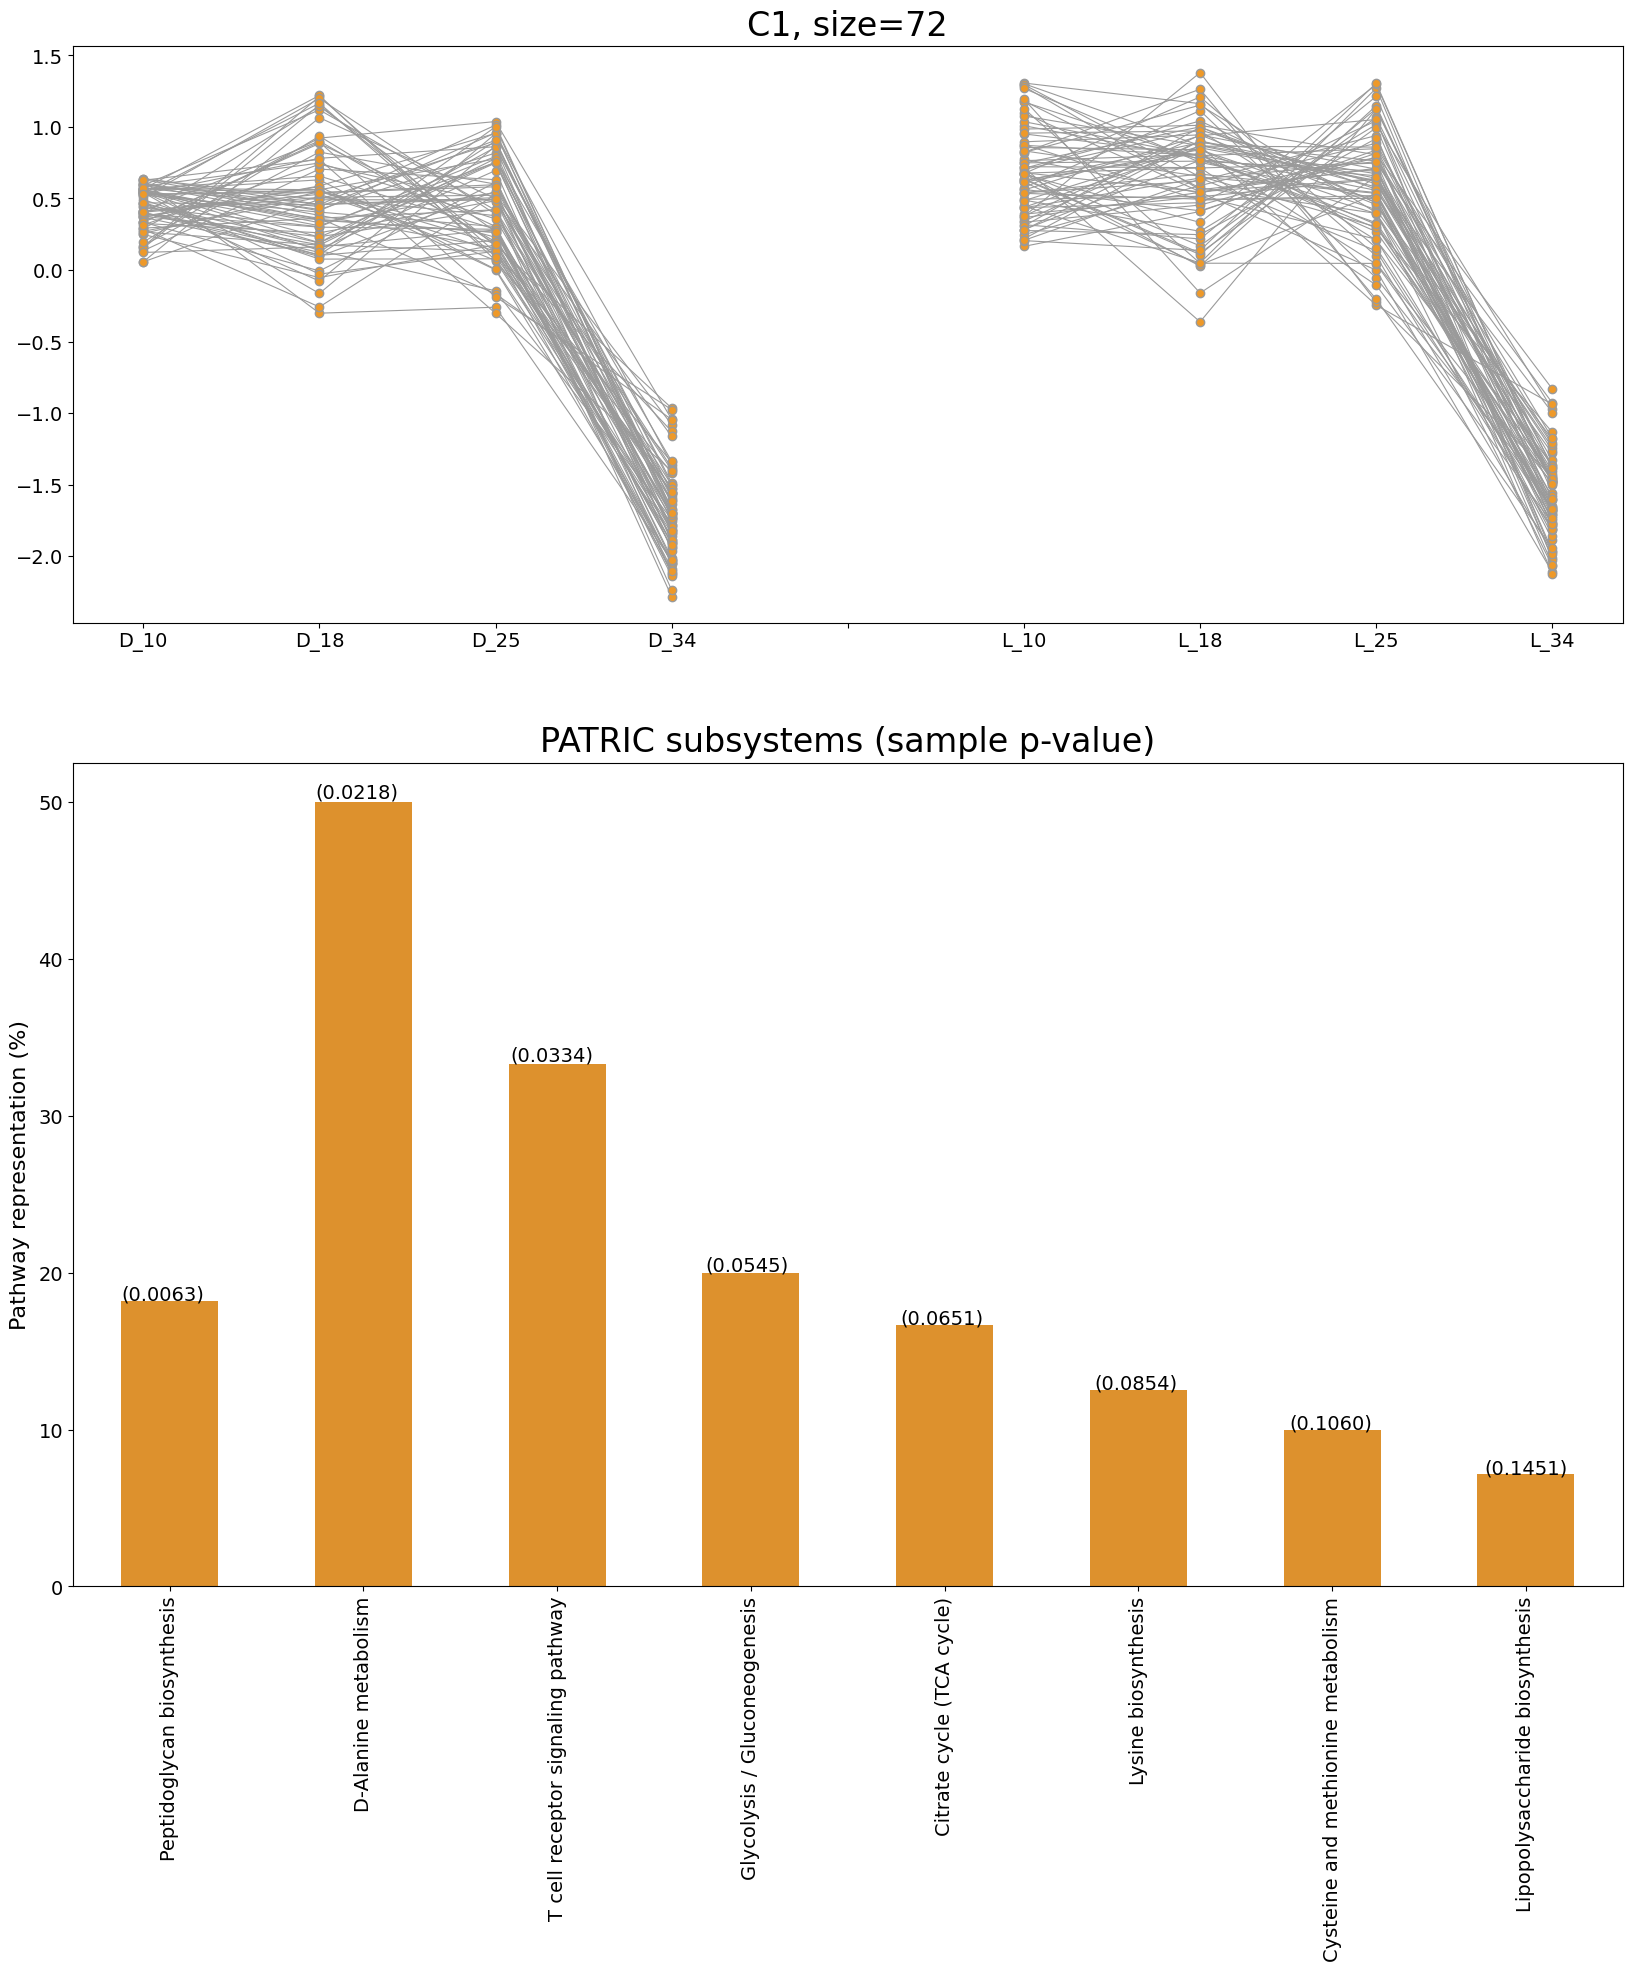 C1, size=72
1.5
1.0
0.5
0.0
−0.5
−1.0
−1.5
−2.0
D_10 D_18 D_25 D_34 L_10 L_18 L_25 L_34
PATRIC subsystems (sample p-value)
Pathway representation (%)
50
40
30
20
10
0
(0.0063)
(0.0218)
(0.0334)
(0.0545)
(0.0651)
(0.0854)
(0.1060)
(0.1451)
Peptidoglycan biosynthesis
D-Alanine metabolism
T cell receptor signaling pathway
Glycolysis / Gluconeogenesis
Citrate cycle (TCA cycle)
Lysine biosynthesis
Cysteine and methionine metabolism
Lipopolysaccharide biosynthesis